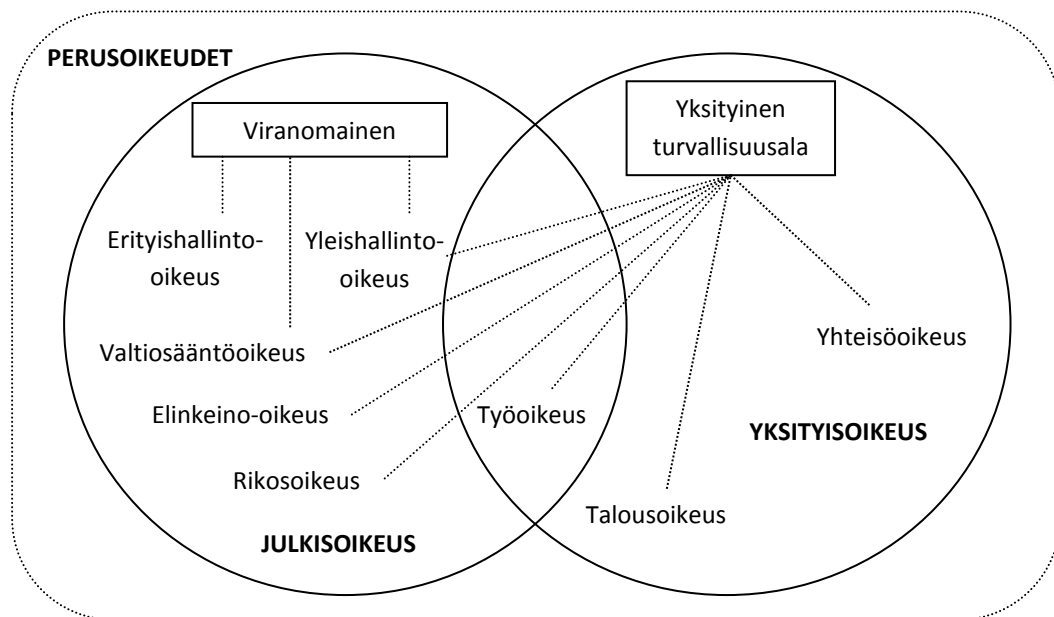 PERUSOIKEUDET
Viranomainen
Yksityinen
turvallisuusala
Erityishallinto-
oikeus
Yleishallinto-
oikeus
Valtiosääntöoikeus
Yhteisöoikeus
Elinkeino-oikeus
Työoikeus
YKSITYISOIKEUS
Rikosoikeus
Talousoikeus
JULKISOIKEUS